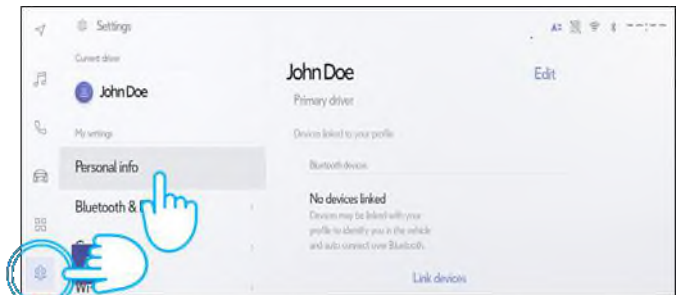 Settings
Current driver
John Doe
My settings
Personal info
Bluetooth &
John Doe
Edit
Primary driver
Devices linked to your profile
Bluetooth devices
No devices linked
Devices may be linked with your
profile to identify you in the vehicle
and auto connect over Bluetooth.
Link devices
--:--